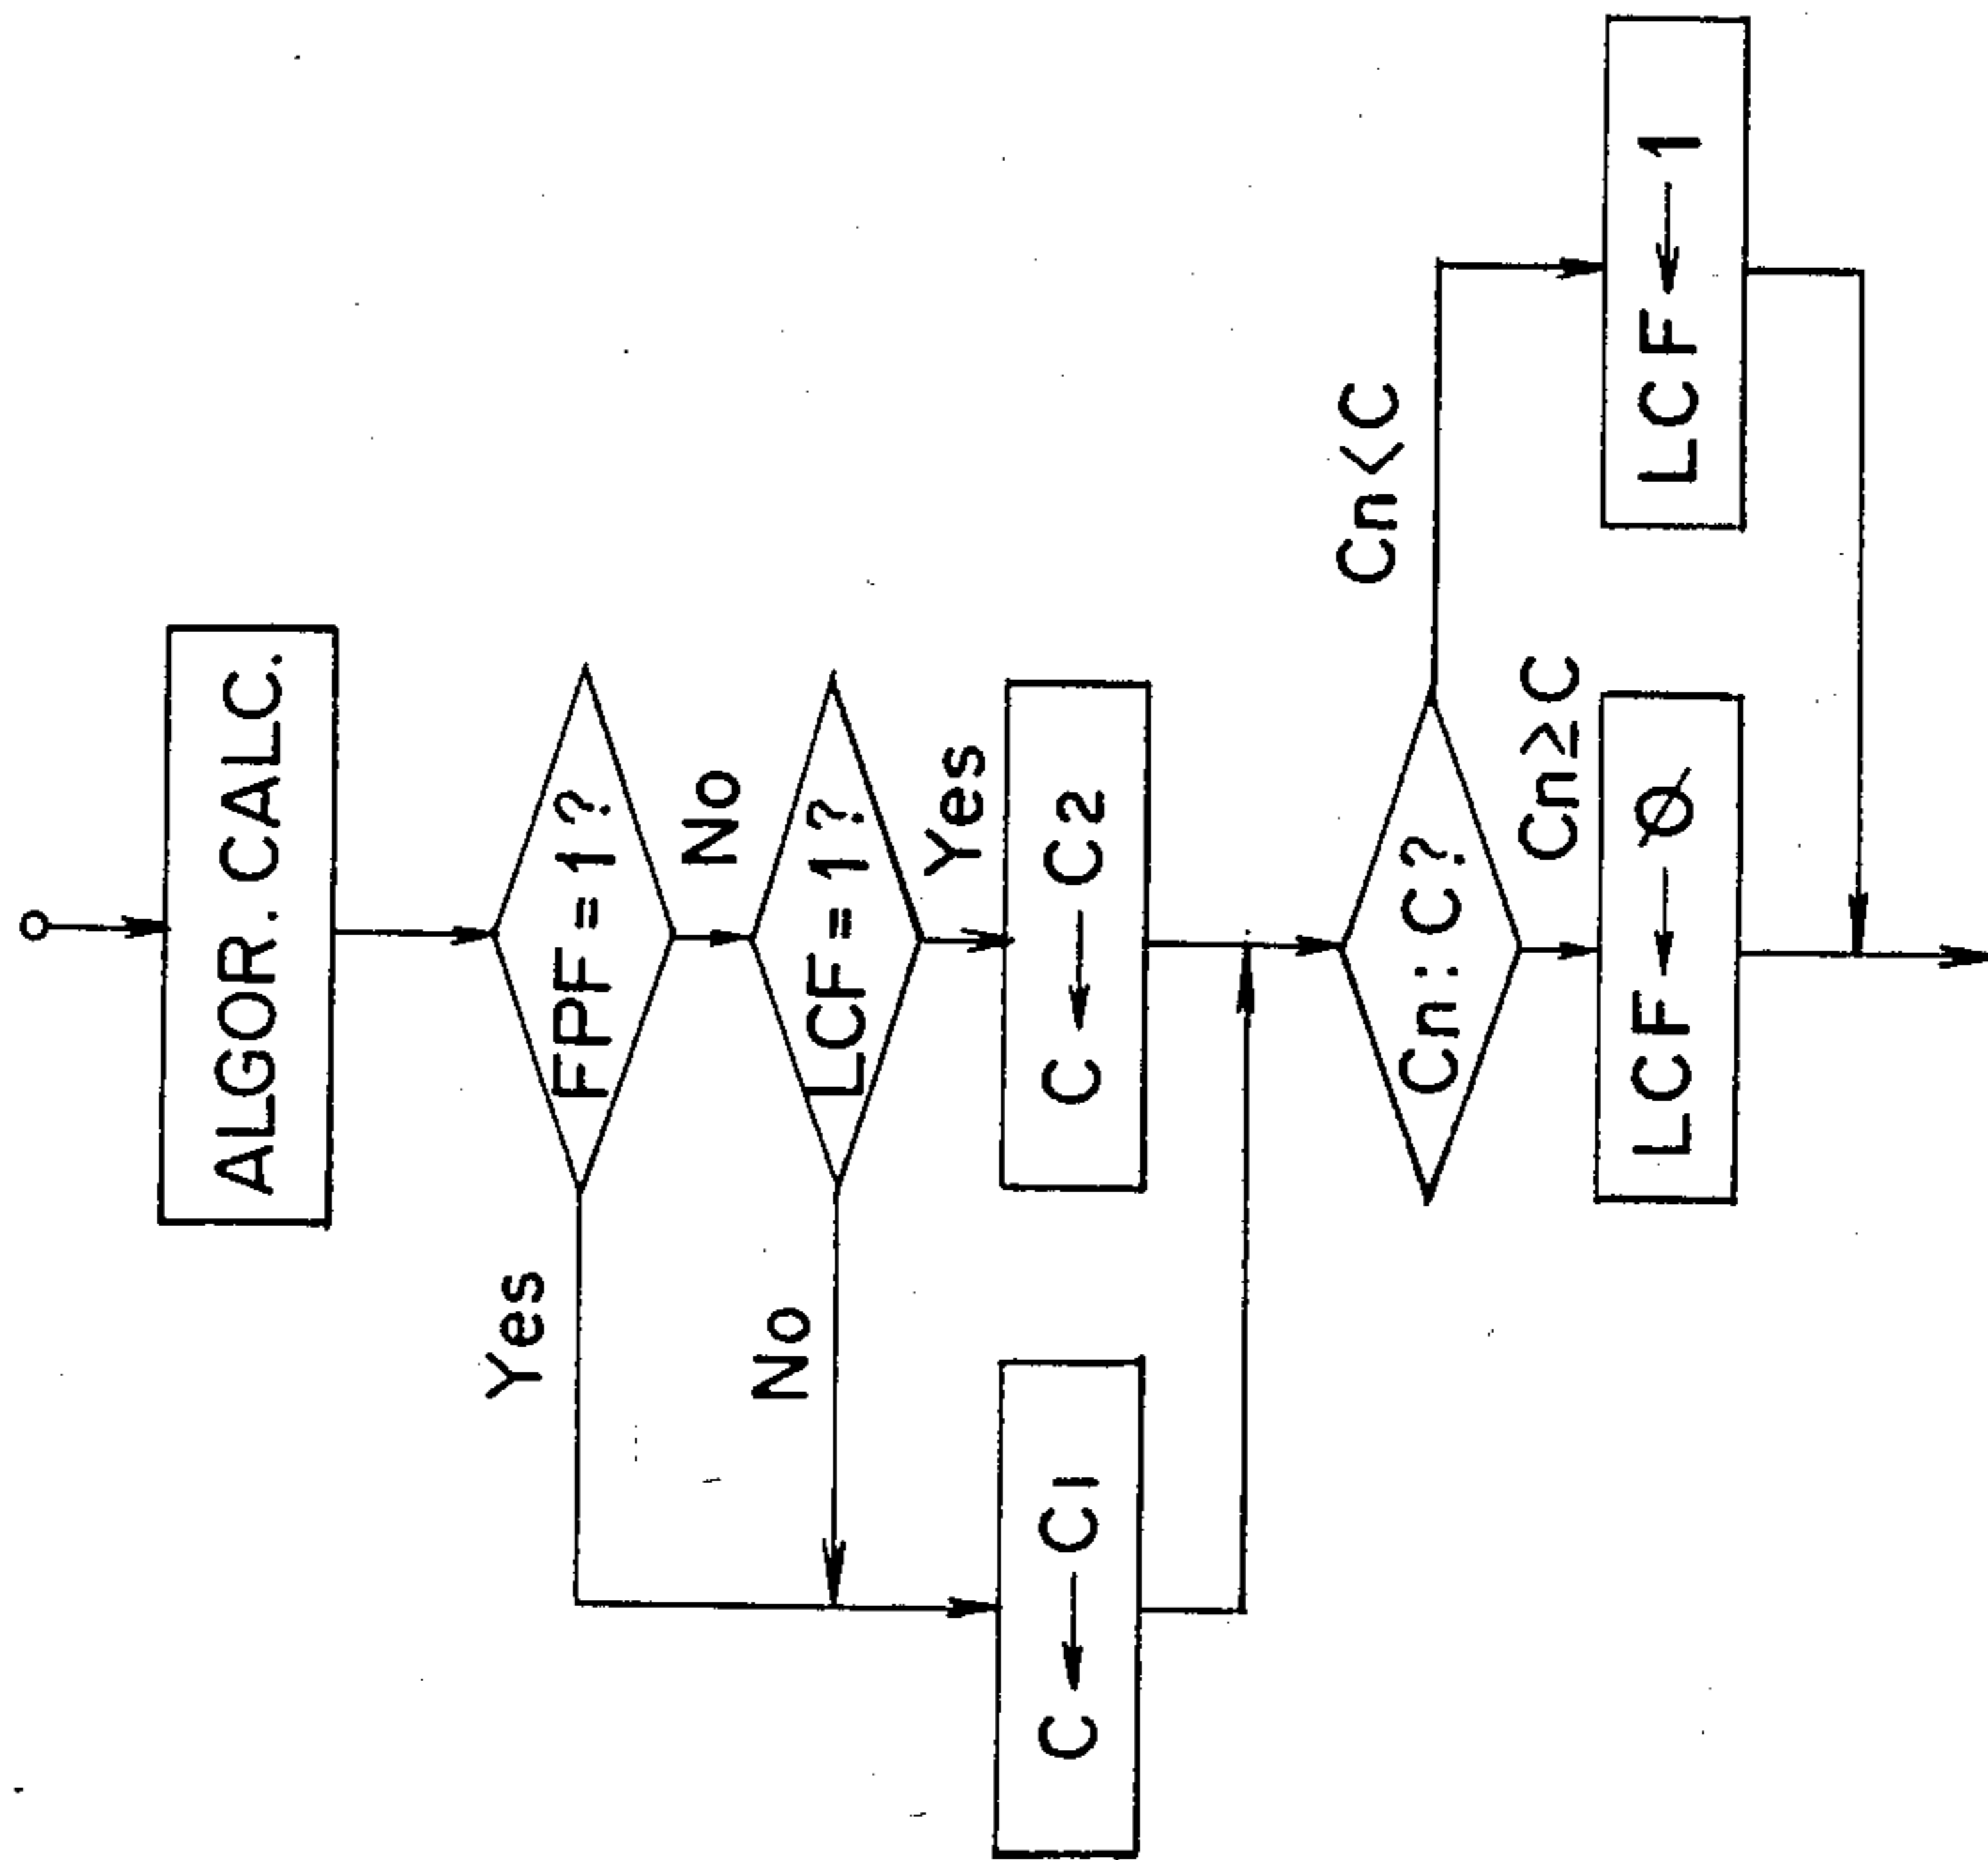 ALGOR. CALC.
FPF=1?
Yes
No
LCF=1?
No
Yes
C ← C1
C ← C2
Cn: C?
Cn<C
Cn≥C
LCF ← Ø
LCF ← 1